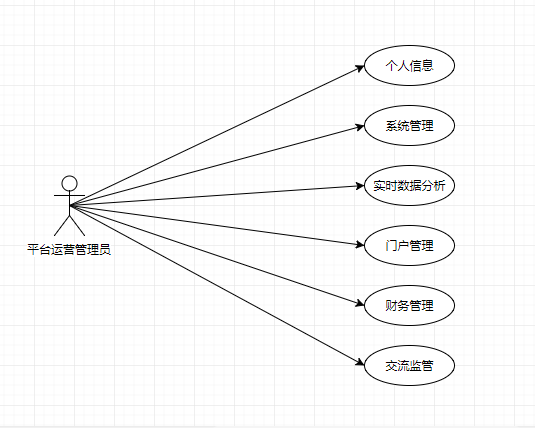 个人信息
系统管理
实时数据分析
平台运营管理员
门户管理
财务管理
交流监管